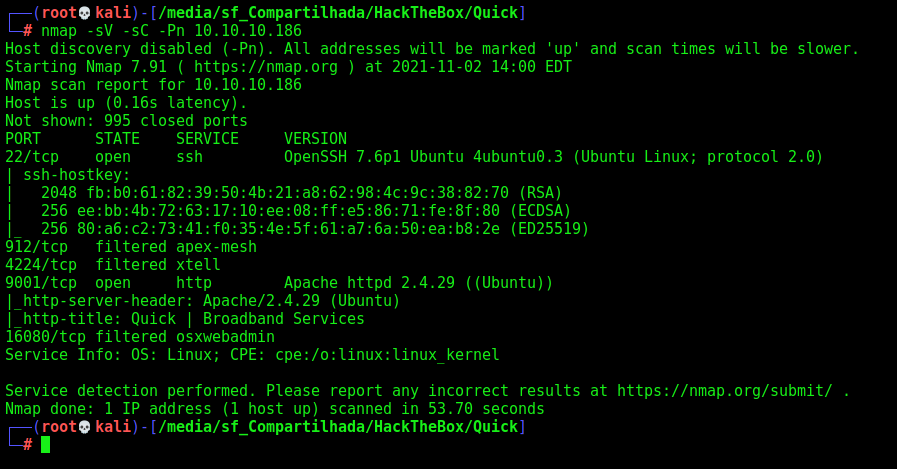 ┌──(root💀kali)-[/media/sf_Compartilhada/HackTheBox/Quick]
└─# nmap -sV -sC -Pn 10.10.10.186
Host discovery disabled (-Pn). All addresses will be marked 'up' and scan times will be slower.
Starting Nmap 7.91 ( https://nmap.org ) at 2021-11-02 14:00 EDT
Nmap scan report for 10.10.10.186
Host is up (0.16s latency).
Not shown: 995 closed ports
PORT      STATE    SERVICE     VERSION
22/tcp    open     ssh         OpenSSH 7.6p1 Ubuntu 4ubuntu0.3 (Ubuntu Linux; protocol 2.0)
| ssh-hostkey:
|   2048 fb:b0:61:82:39:50:4b:21:a8:62:98:4c:9c:38:82:70 (RSA)
|   256 ee:bb:4b:72:63:17:10:ee:08:ff:e5:86:71:fe:8f:80 (ECDSA)
|_  256 80:a6:c2:73:41:f0:35:4e:5f:61:a7:6a:50:ea:b8:2e (ED25519)
912/tcp   filtered apex-mesh
4224/tcp  filtered xtell
9001/tcp  open     http        Apache httpd 2.4.29 ((Ubuntu))
|_http-server-header: Apache/2.4.29 (Ubuntu)
|_http-title: Quick | Broadband Services
16080/tcp filtered osxwebadmin
Service Info: OS: Linux; CPE: cpe:/o:linux:linux_kernel

Service detection performed. Please report any incorrect results at https://nmap.org/submit/ .
Nmap done: 1 IP address (1 host up) scanned in 53.70 seconds
┌──(root💀kali)-[/media/sf_Compartilhada/HackTheBox/Quick]
└─#